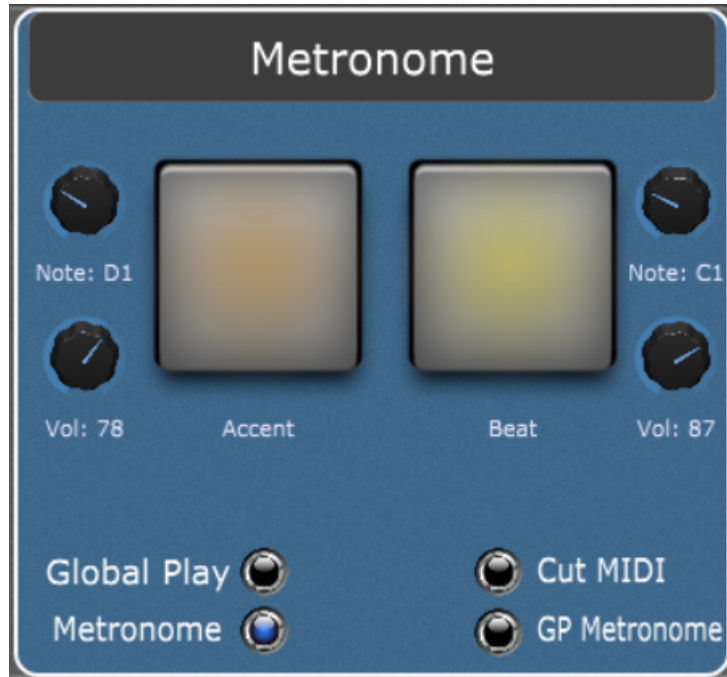 Metronome
Note: D1
Note: C1
Vol: 78
Accent
Beat
Vol: 87
Global Play
Cut MIDI
Metronome
GP Metronome